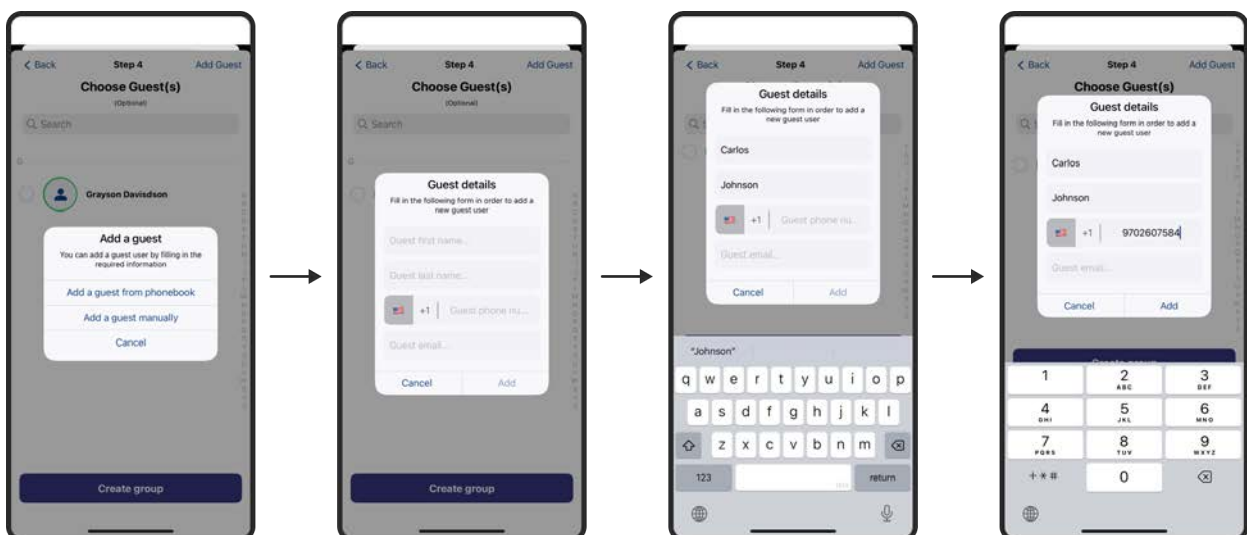 < Back Step 4 Add Guest
Choose Guest(s)
(Optional)
Search
G
Grayson Davisdson
Add a guest
You can add a guest user by filling in the
required information
Add a guest from phonebook
Add a guest manually
Cancel
Create group
< Back Step 4 Add Guest
Choose Guest(s)
(Optional)
Search
Guest details
Fill in the following form in order to add a
new guest user
Guest first name...
Guest last name...
+1 Guest phone nu...
Guest email...
Cancel Add
Create group
< Back Step 4 Add Guest
Guest details
Fill in the following form in order to add a
new guest user
Carlos
Johnson
+1 Guest phone nu...
Guest email...
Cancel Add
"Johnson"
q w e r t y u i o p
a s d f g h j k l
z x c v b n m
123 return
< Back Step 4 Add Guest
Choose Guest(s)
Guest details
Fill in the following form in order to add a
new guest user
Carlos
Johnson
+1 9702607584
Guest email...
Cancel Add
Create group
1 2 3
ABC DEF
4 5 6
GHI JKL MNO
7 8 9
PQRS TUV WXYZ
+*# 0